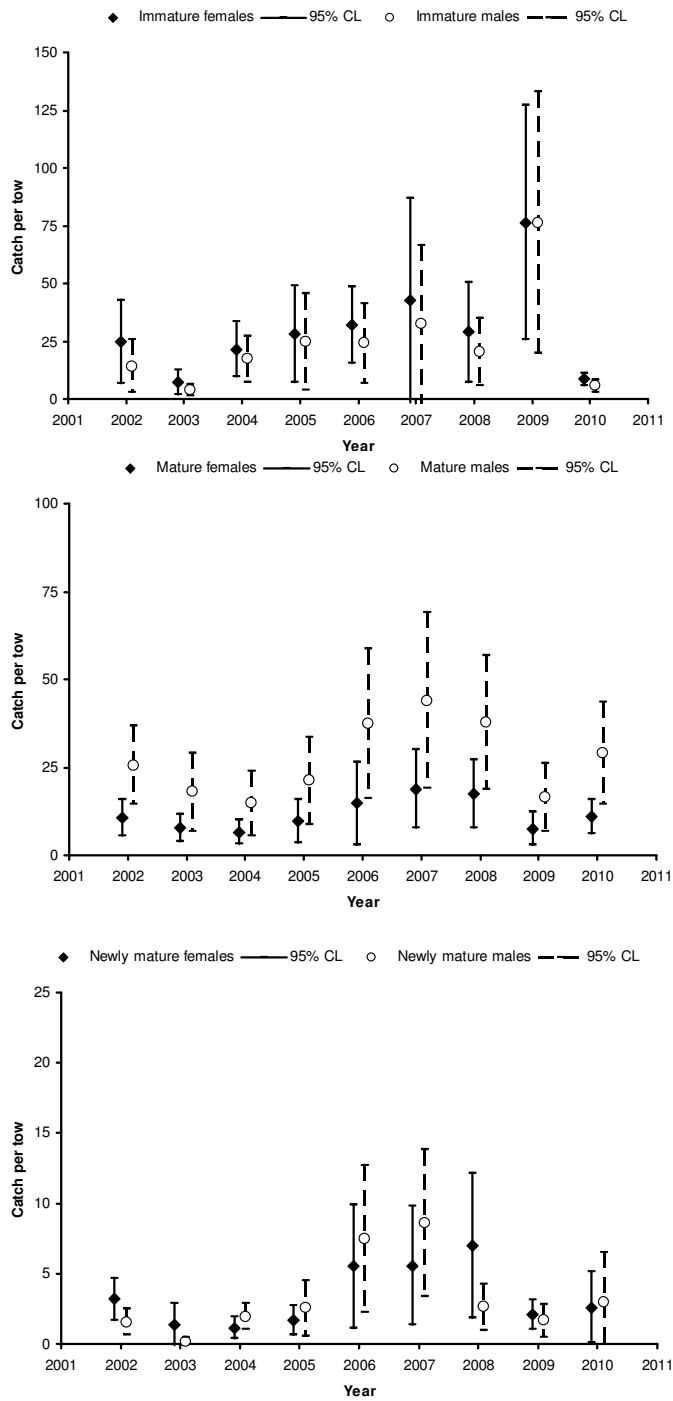 Immature females 95% CL Immature males 95% CL
150
125
100
75
50
25
0
Catch per tow
2001 2002 2003 2004 2005 2006 2007 2008 2009 2010 2011
Year
Mature females 95% CL Mature males 95% CL
100
75
50
25
0
Catch per tow
2001 2002 2003 2004 2005 2006 2007 2008 2009 2010 2011
Year
Newly mature females 95% CL Newly mature males 95% CL
25
20
15
10
5
0
Catch per tow
2001 2002 2003 2004 2005 2006 2007 2008 2009 2010 2011
Year